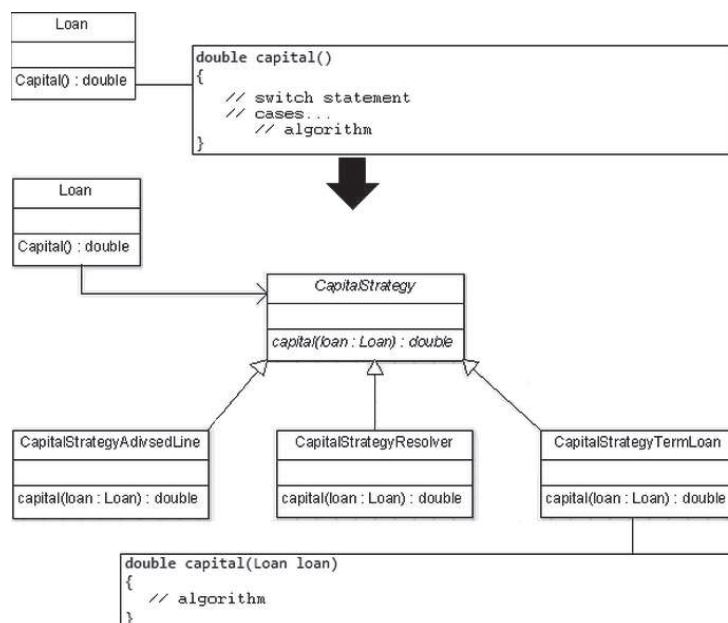 Loan
Capital() : double
double capital()
{
// switch statement
// cases...
// algorithm
}
Loan
Capital() : double
CapitalStrategy
capital(loan : Loan) : double
CapitalStrategyAdivsedLine
capital(loan : Loan) : double
CapitalStrategyResolver
capital(loan : Loan) : double
CapitalStrategyTermLoan
capital(loan : Loan) : double
double capital(Loan loan)
{
// algorithm
}